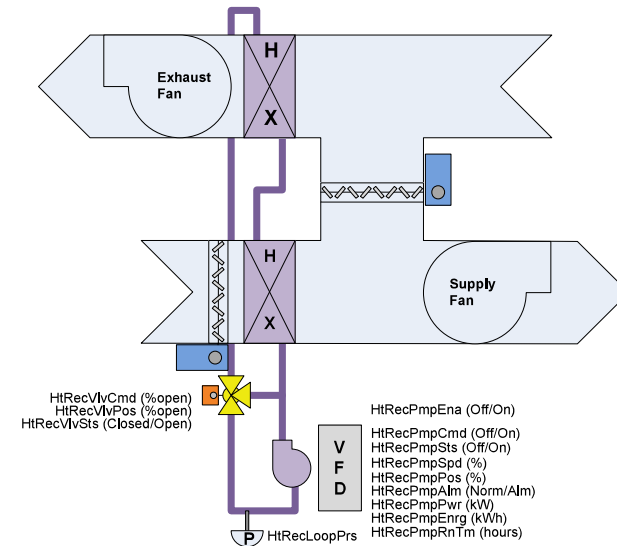 Exhaust
Fan
H
X
H
X
Supply
Fan
HtRecVlvCmd (%open)
HtRecVlvPos (%open)
HtRecVlvSts (Closed/Open)
HtRecPmpEna (Off/On)
V
F
D
HtRecPmpCmd (Off/On)
HtRecPmpSts (Off/On)
HtRecPmpSpd (%)
HtRecPmpPos (%)
HtRecPmpAlm (Norm/Alm)
HtRecPmpPwr (kW)
HtRecPmpEnrg (kWh)
HtRecPmpRnTm (hours)
P
HtRecLoopPrs